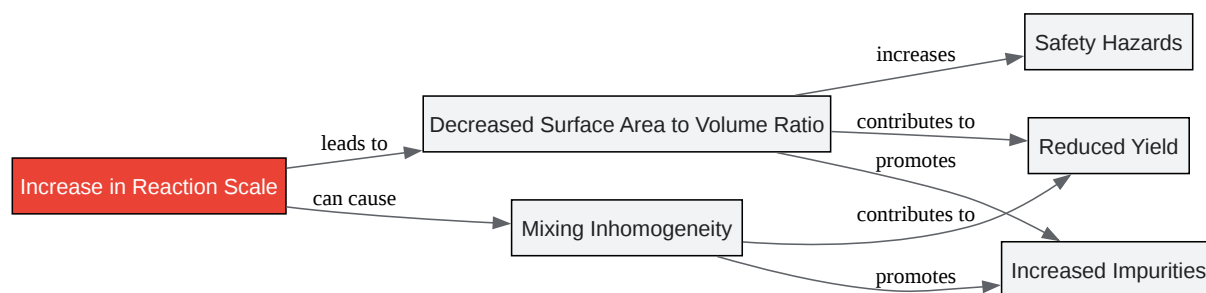 Safety Hazards
increases
Decreased Surface Area to Volume Ratio
contributes to
Reduced Yield
leads to
promotes
Increase in Reaction Scale
can cause
Mixing Inhomogeneity
contributes to
promotes
Increased Impurities